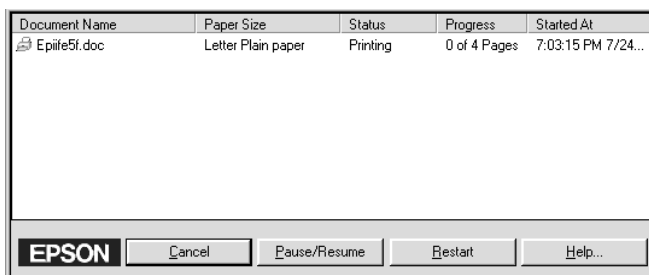 Document Name Paper Size Status Progress Started At
Epiife5f.doc Letter Plain paper Printing 0 of 4 Pages 7:03:15 PM 7/24...
EPSON Cancel Pause/Resume Restart Help...